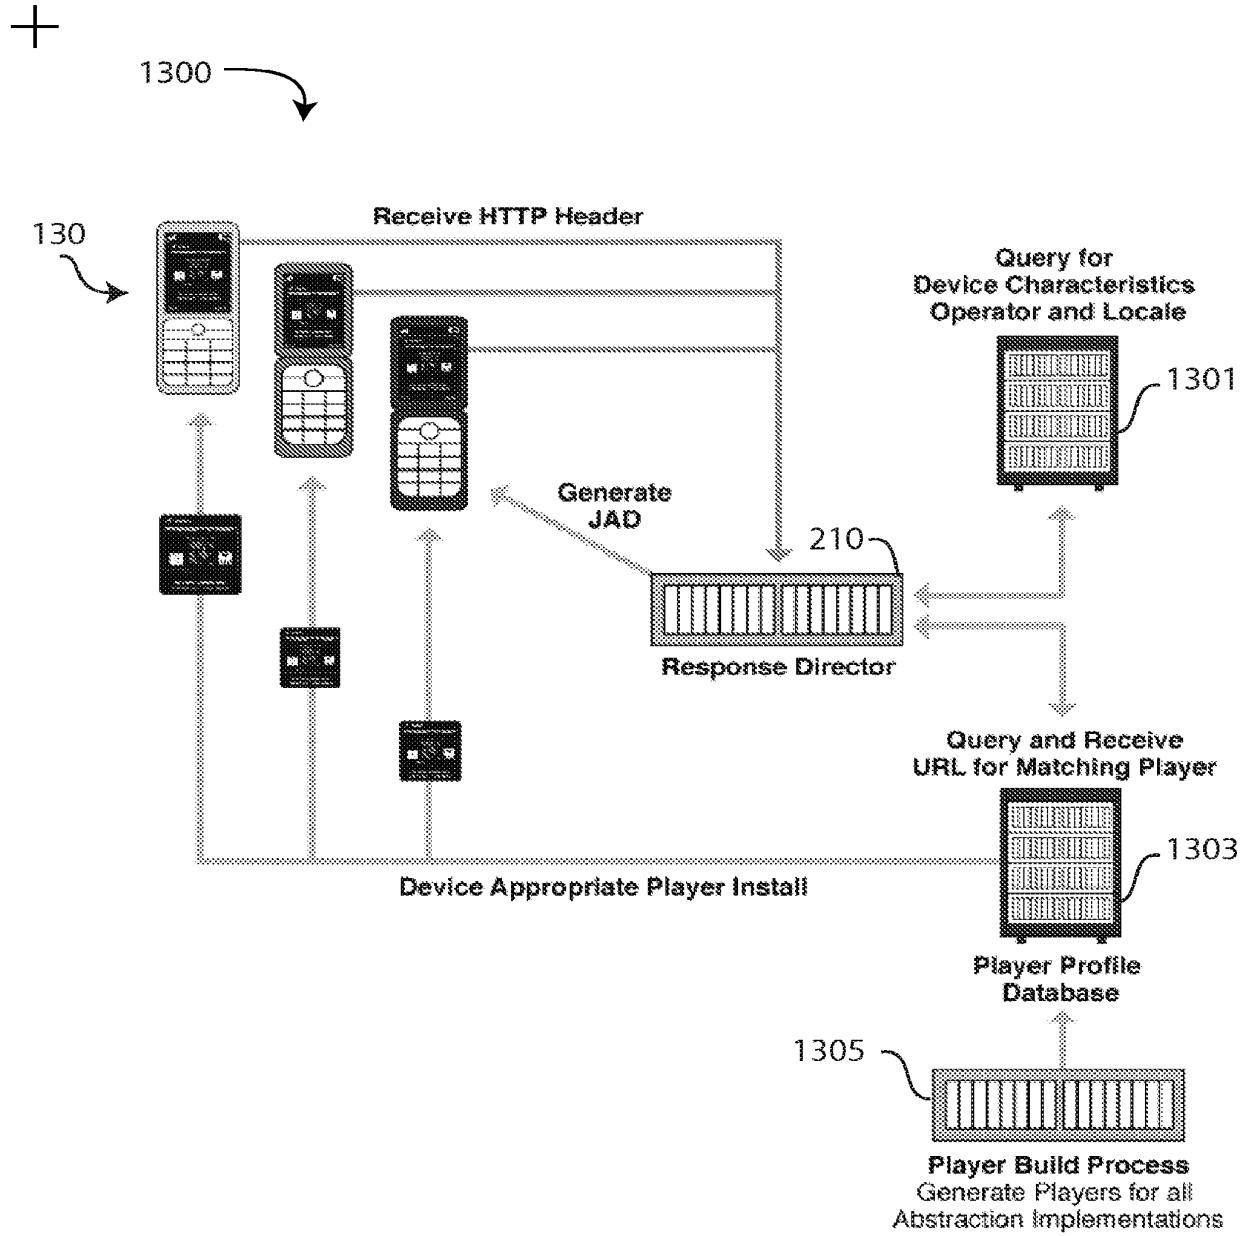 1300
130
Receive HTTP Header
Query for
Device Characteristics
Operator and Locale
1301
Generate
JAD
210
Response Director
Query and Receive
URL for Matching Player
1303
Device Appropriate Player Install
Player Profile
Database
1305
Player Build Process
Generate Players for all
Abstraction Implementations